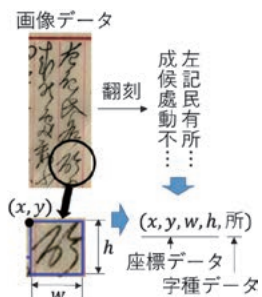 画像データ
翻刻
左記民有所…
成候處動不…
(x, y)
h
w
(x, y, w, h, 所)
座標データ
字種データ